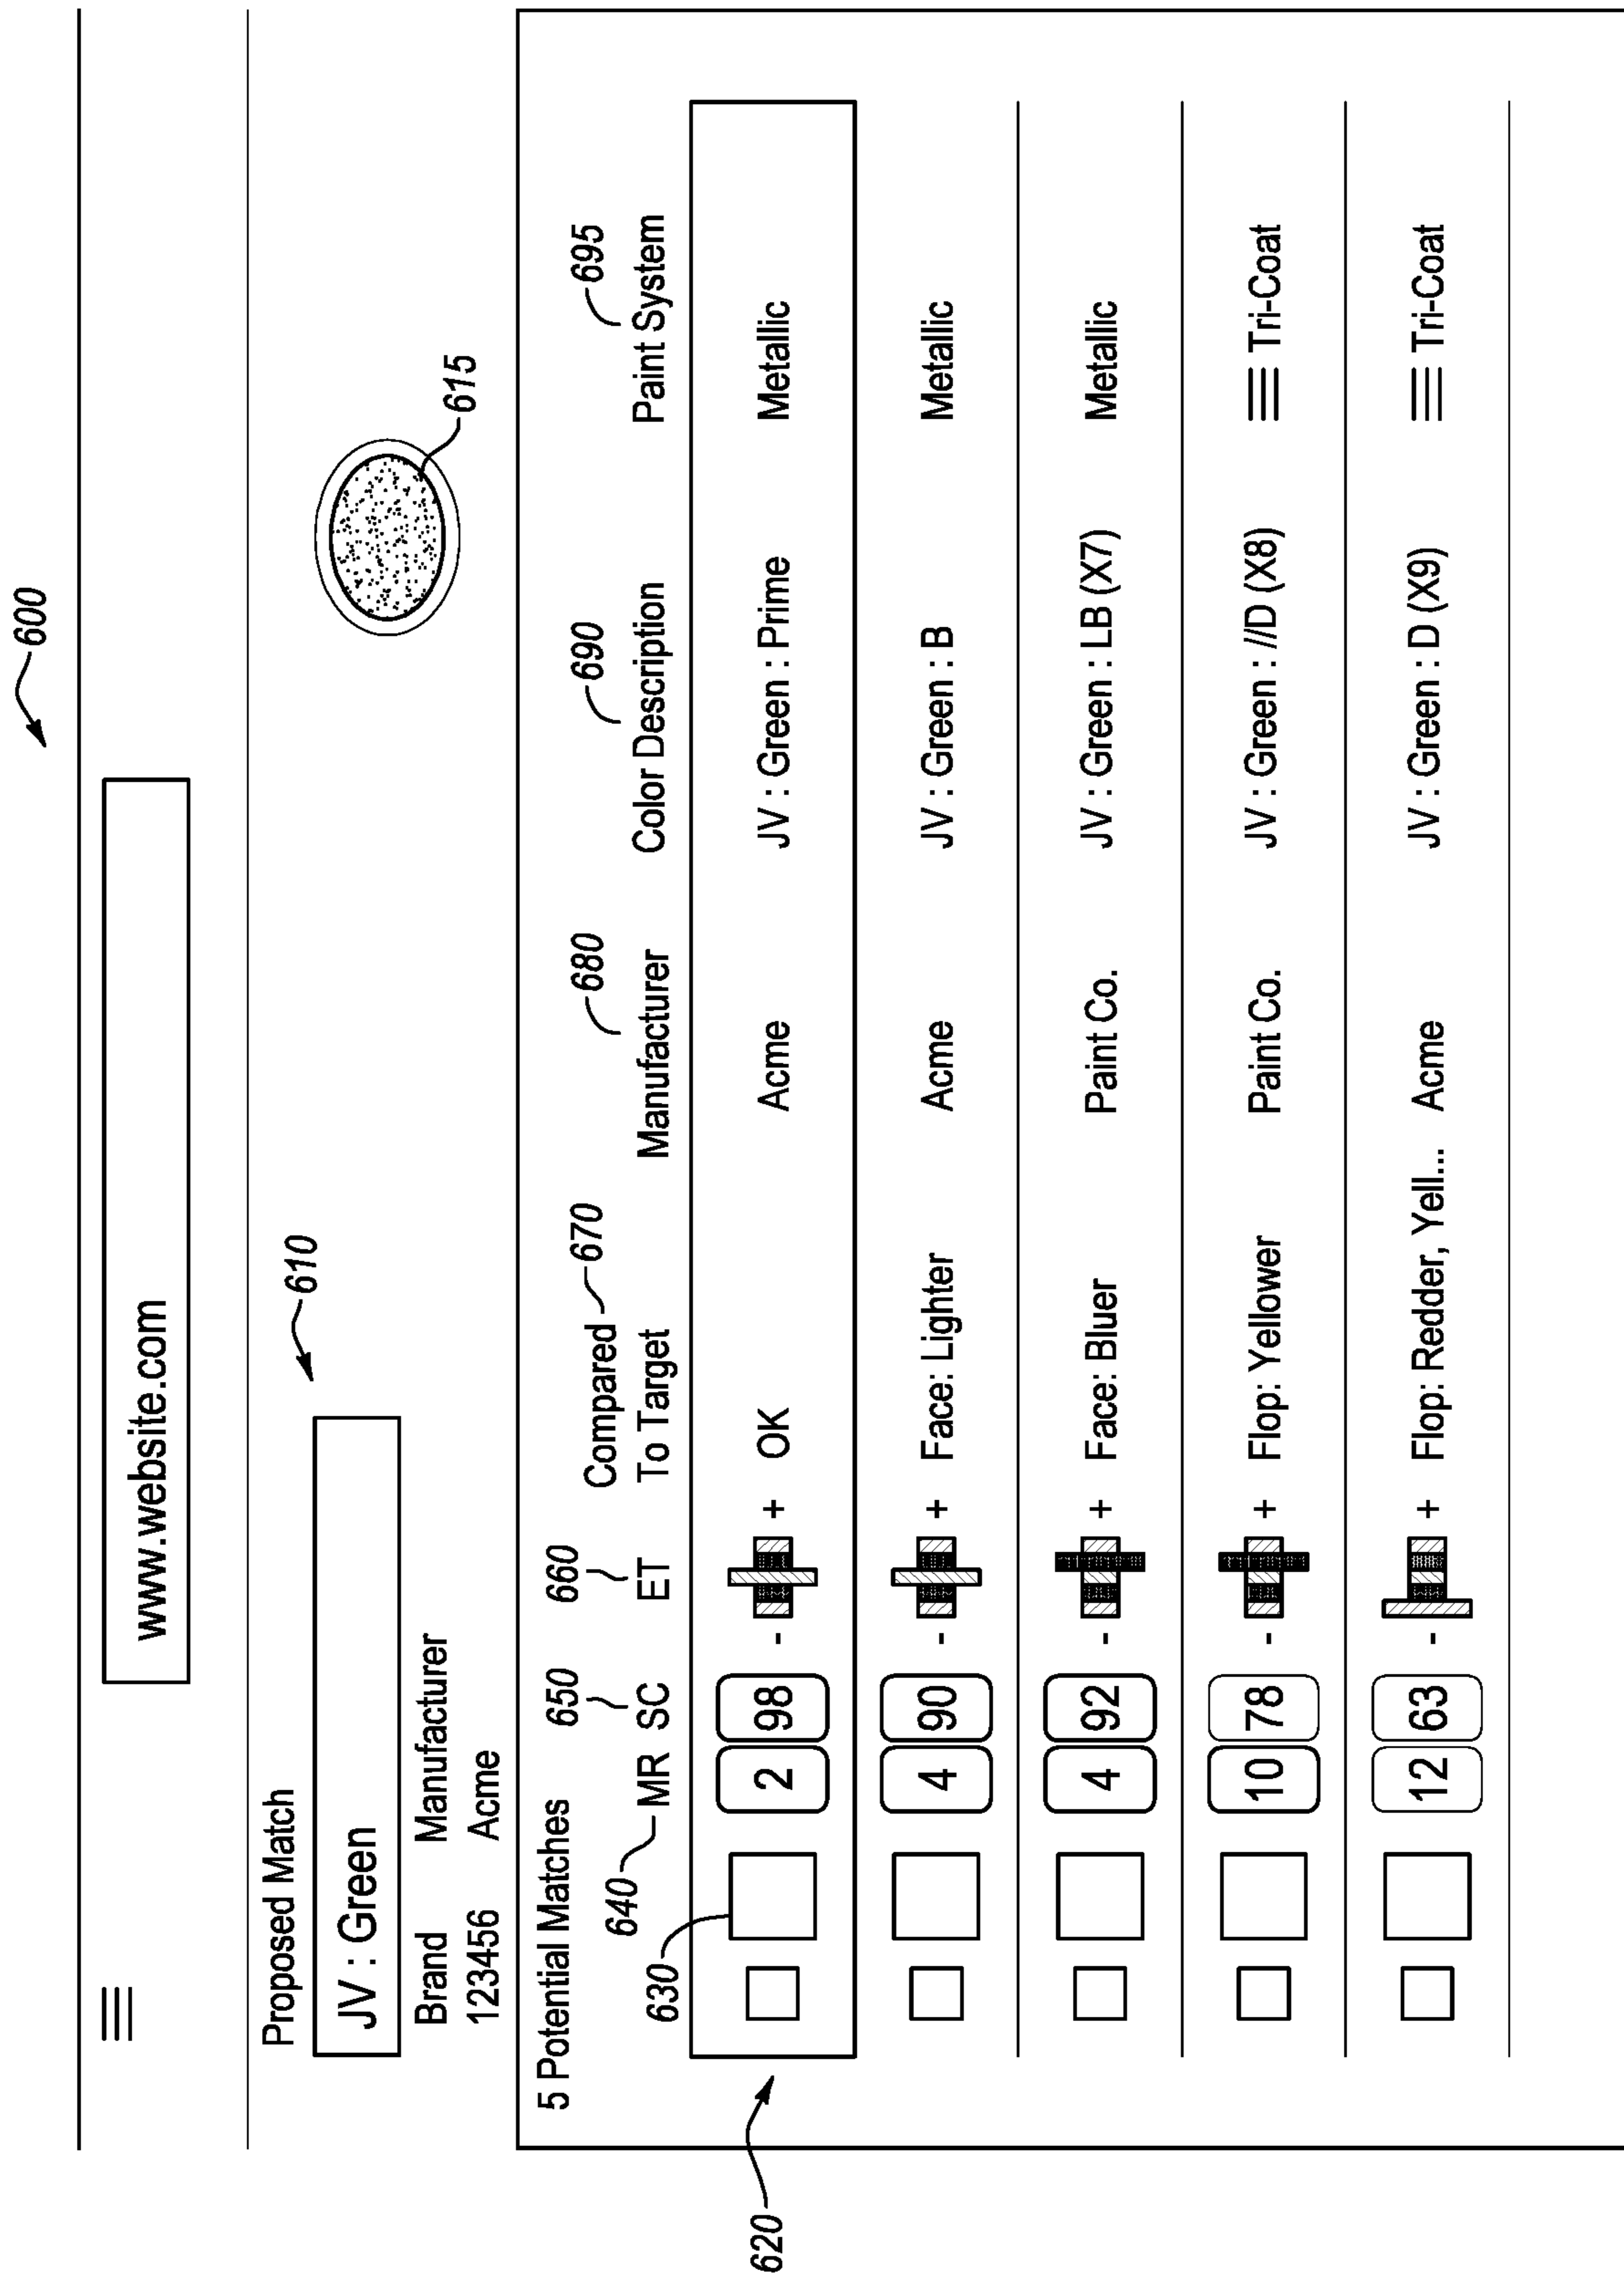 600
www.website.com
Proposed Match
610
JV : Green
615
Brand Manufacturer
123456 Acme
5 Potential Matches
630 640 MR 650 SC 660 ET Compared To Target 670 680 Manufacturer 690 Color Description 695 Paint System
620
2 98 - + OK Acme JV : Green : Prime Metallic
4 90 - + Face: Lighter Acme JV : Green : B Metallic
4 92 - + Face: Bluer Paint Co. JV : Green : LB (X7) Metallic
10 78 - + Flop: Yellower Paint Co. JV : Green : //D (X8) Tri-Coat
12 63 - + Flop: Redder, Yell... Acme JV : Green : D (X9) Tri-Coat